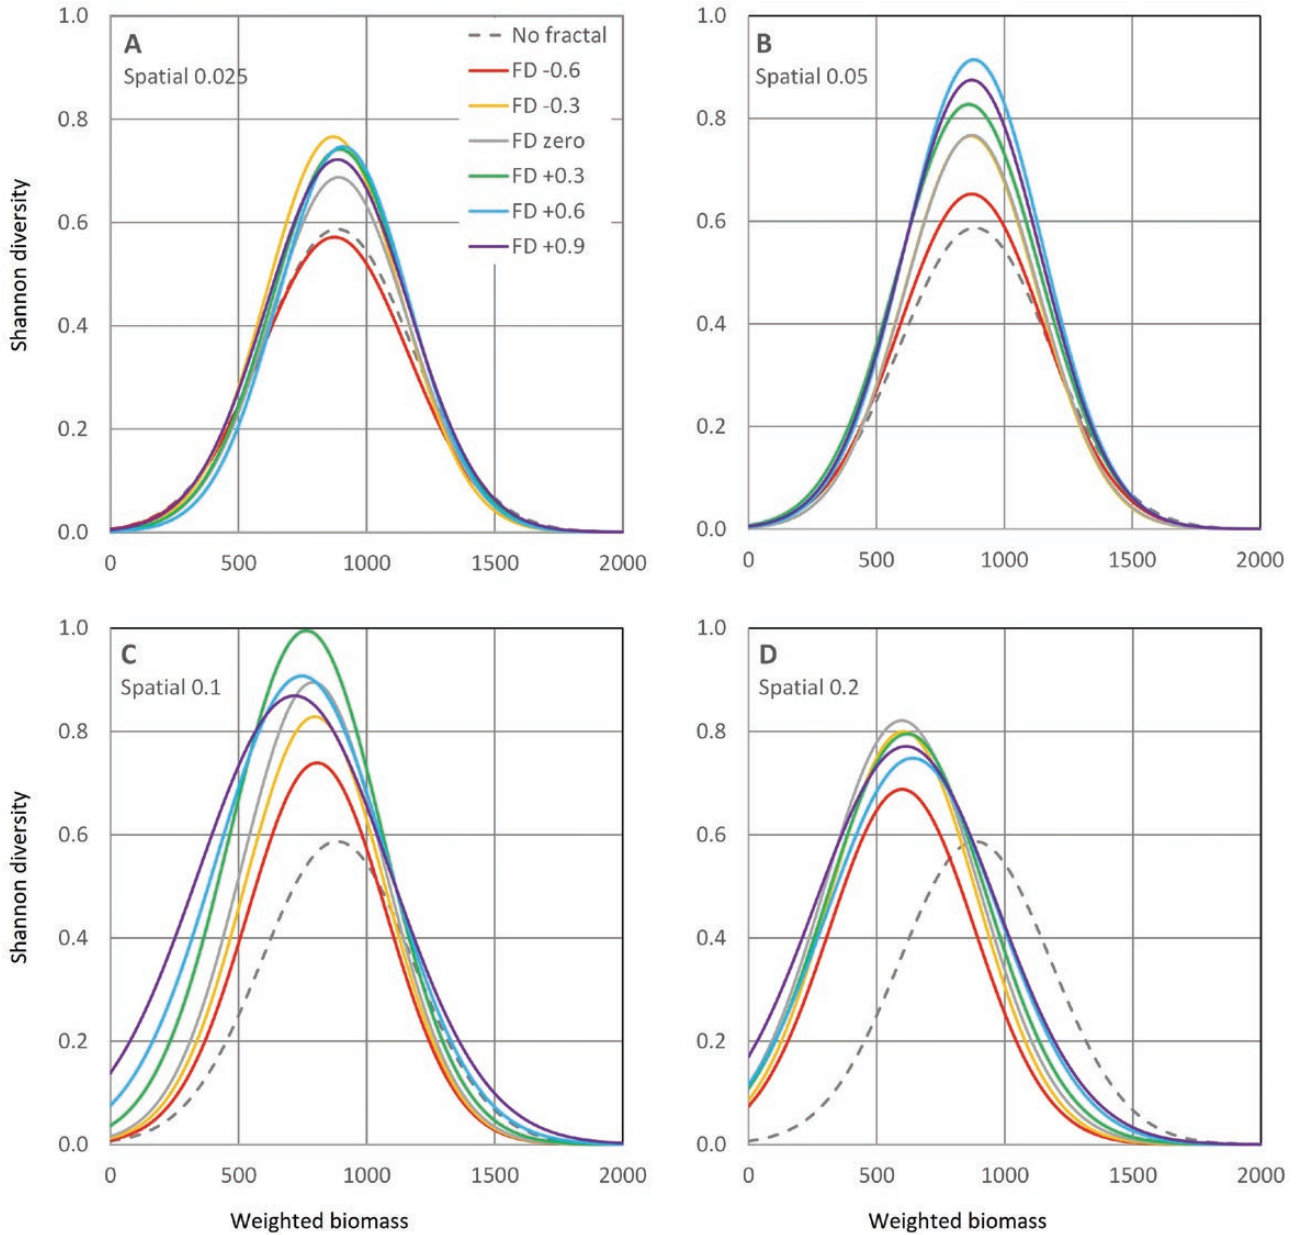 A
Spatial 0.025
No fractal
FD -0.6
FD -0.3
FD zero
FD +0.3
FD +0.6
FD +0.9
Shannon diversity
1.0
0.8
0.6
0.4
0.2
0.0
0 500 1000 1500 2000
B
Spatial 0.05
1.0
0.8
0.6
0.4
0.2
0.0
0 500 1000 1500 2000
C
Spatial 0.1
Shannon diversity
1.0
0.8
0.6
0.4
0.2
0.0
0 500 1000 1500 2000
Weighted biomass
D
Spatial 0.2
1.0
0.8
0.6
0.4
0.2
0.0
0 500 1000 1500 2000
Weighted biomass